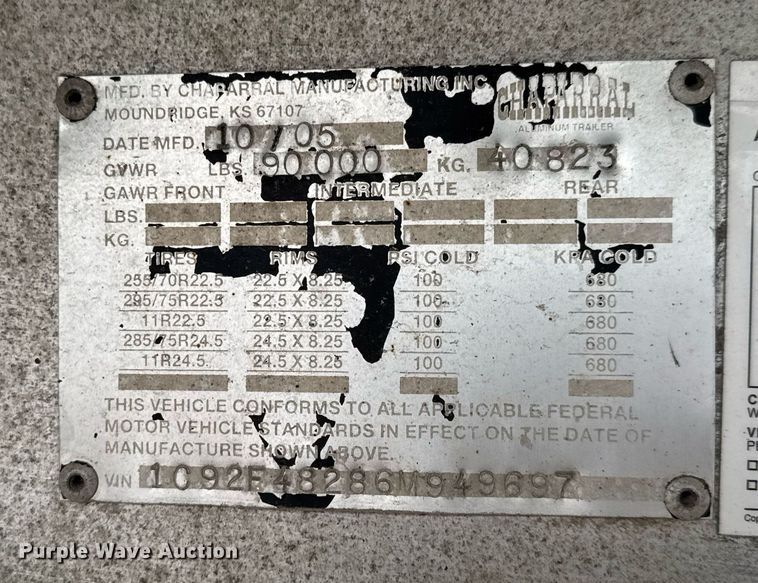 MFD. BY CHAPARRAL MANUFACTURING INC
MOUNDRIDGE, KS 67107
CHAPARRAL
ALUMINUM TRAILER
DATE MFD. 10/05
GVWR LBS 90 000 KG. 40 823
GAWR FRONT INTERMEDIATE REAR
LBS.
KG.
TIRES RIMS PSI COLD KPA COLD
255/70R22.5 22.5 X 8.25 100 680
295/75R22.5 22.5 X 8.25 100 680
11R22.5 22.5 X 8.25 100 680
285/75R24.5 24.5 X 8.25 100 680
11R24.5 24.5 X 8.25 100 680
THIS VEHICLE CONFORMS TO ALL APPLICABLE FEDERAL
MOTOR VEHICLE STANDARDS IN EFFECT ON THE DATE OF
MANUFACTURE SHOWN ABOVE.
VIN 1C92F48286M949697
Purple Wave Auction